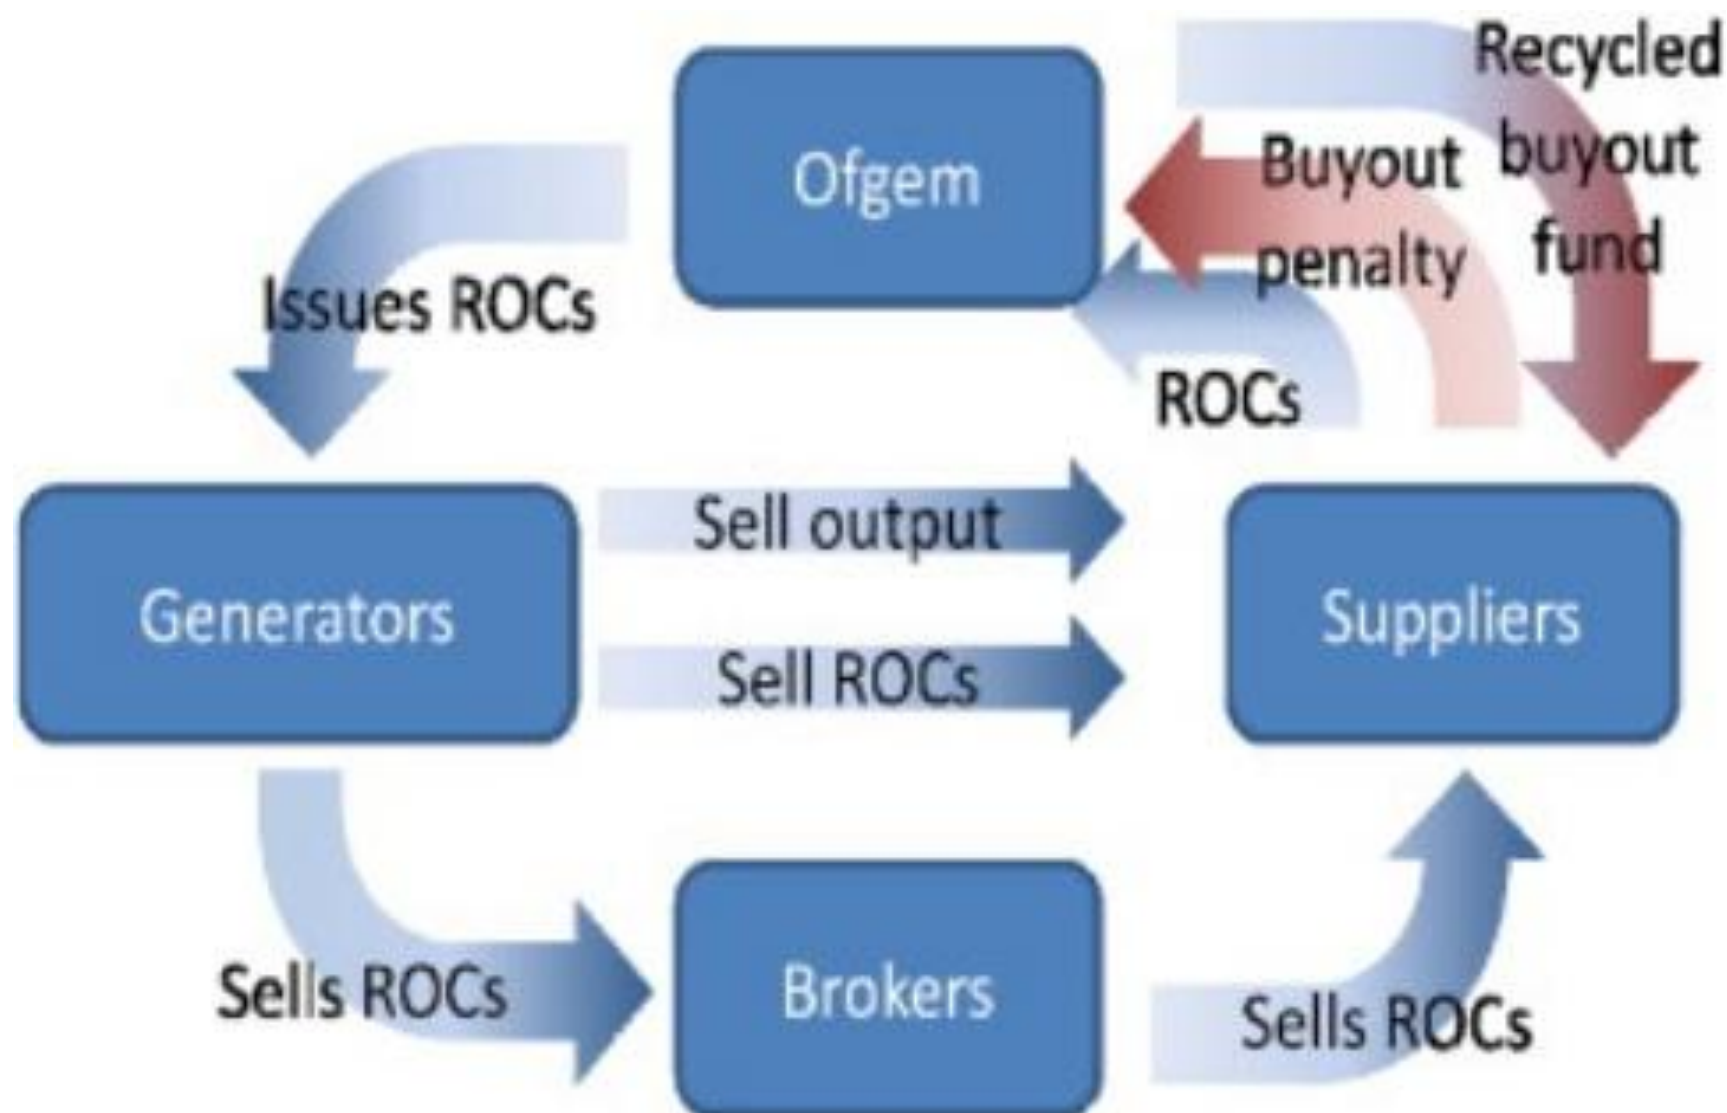 Recycled
buyout
fund
Buyout
penalty
Ofgem
Issues ROCs
ROCs
Sell output
Generators
Suppliers
Sell ROCs
Sells ROCs
Brokers
Sells ROCs